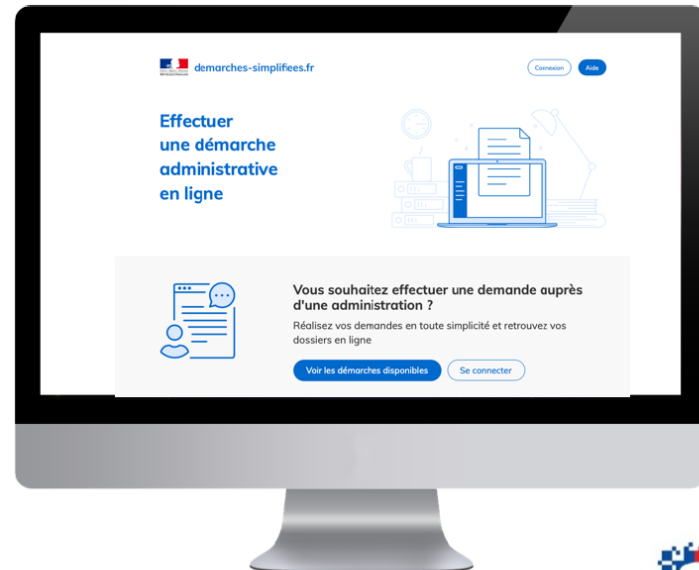 demarches-simplifiees.fr
Connexion
Aide
Effectuer
une démarche
administrative
en ligne
Vous souhaitez effectuer une demande auprès
d'une administration ?
Réalisez vos demandes en toute simplicité et retrouvez vos
dossiers en ligne
Voir les démarches disponibles
Se connecter